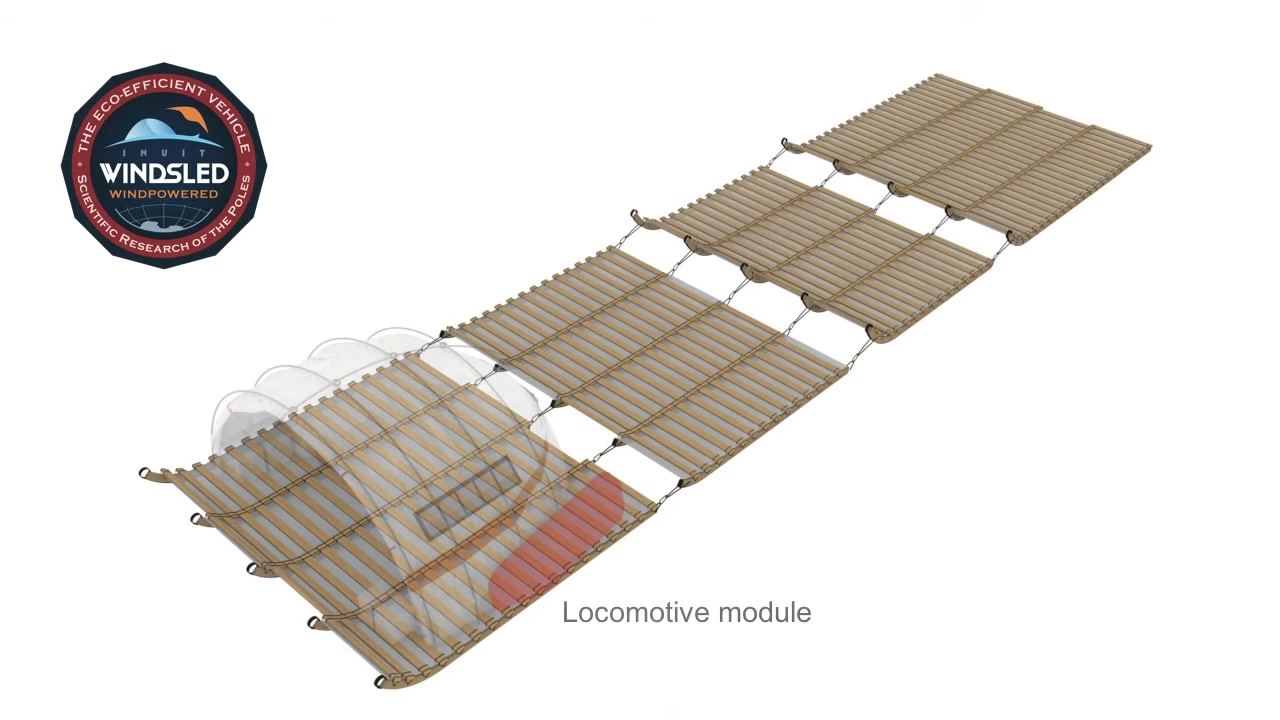 THE ECO-EFFICIENT VEHICLE
INUIT
WINDSLED
WINDPOWERED
SCIENTIFIC RESEARCH OF THE POLES
Locomotive module